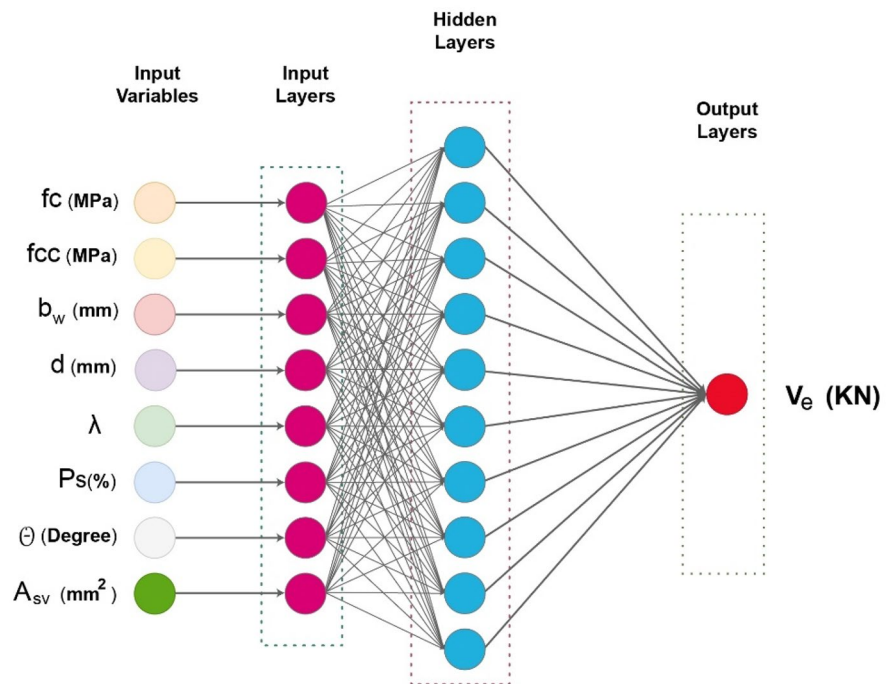 Hidden
Layers
Input
Variables
Input
Layers
Output
Layers
fc (MPa)
fcc (MPa)
bw (mm)
d (mm)
λ
Ps(%)
Θ (Degree)
Asv (mm²)
Ve (KN)